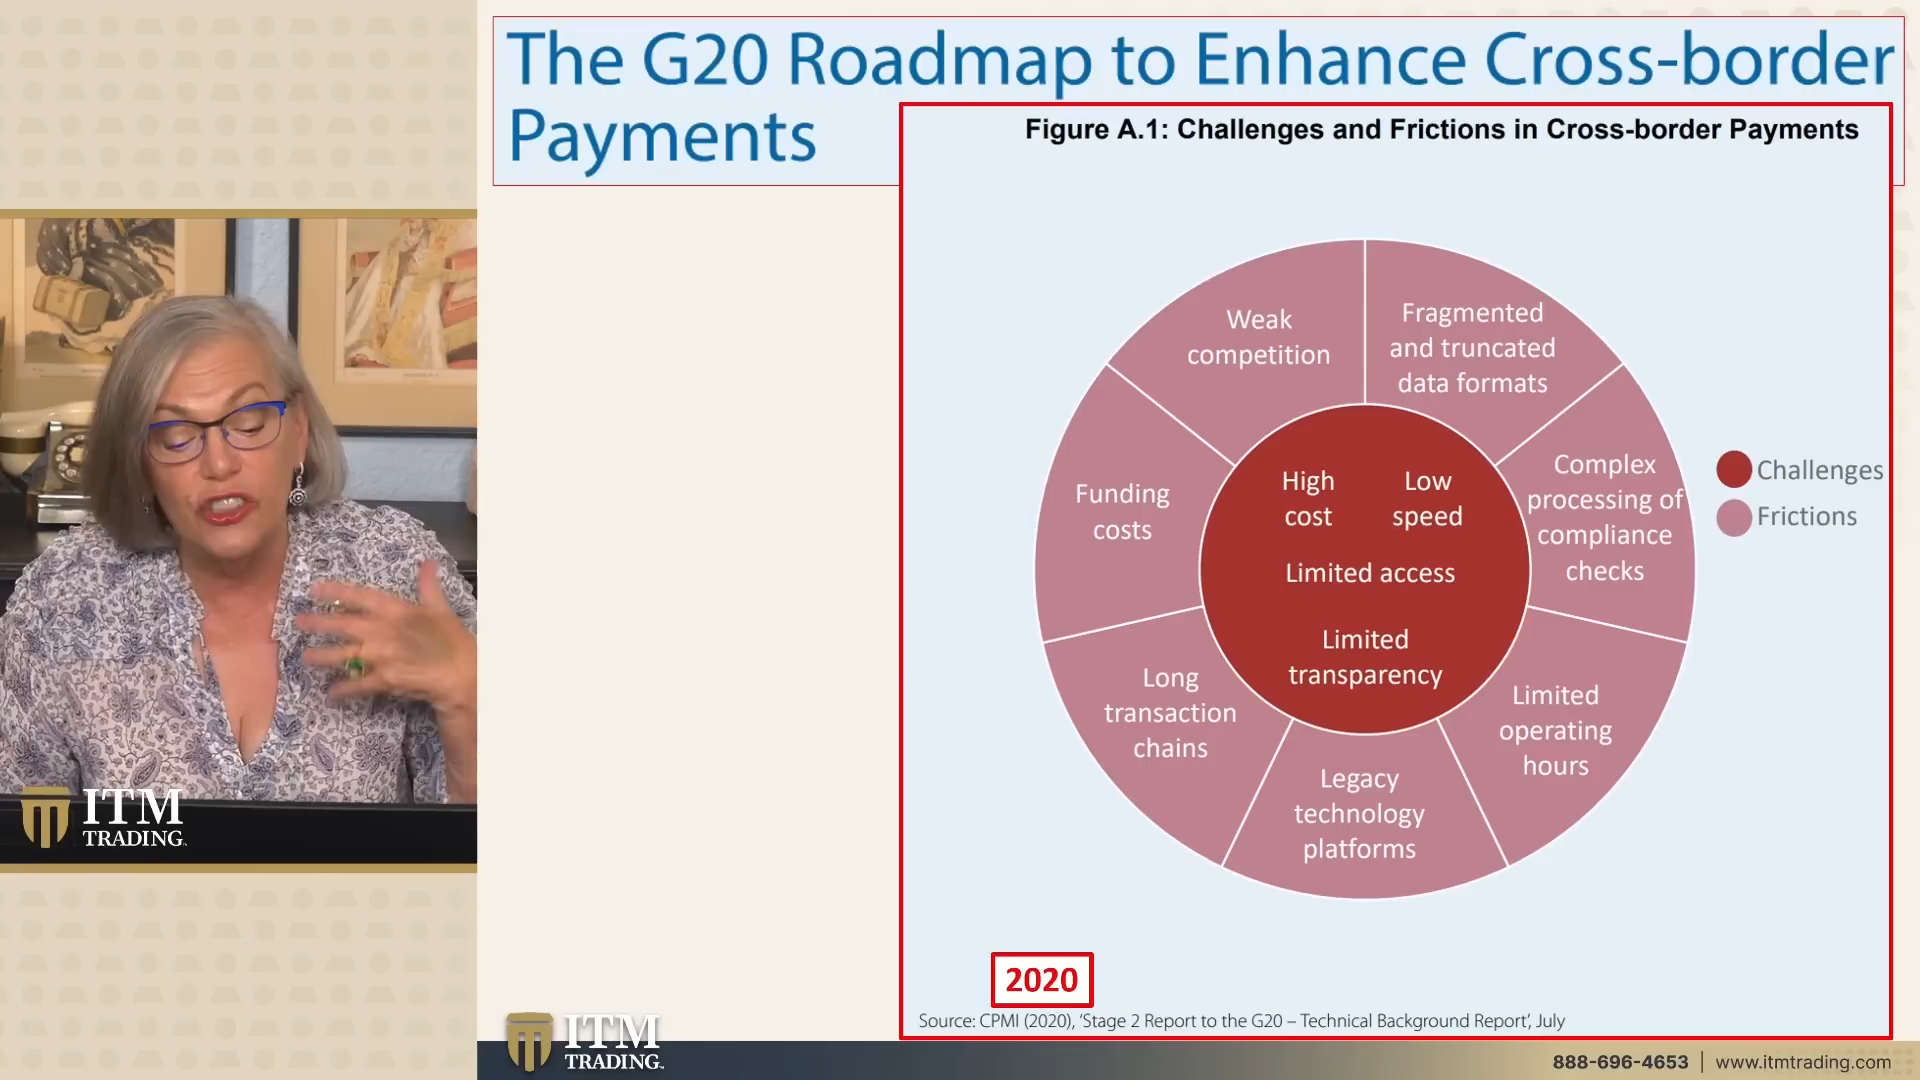 The G20 Roadmap to Enhance Cross-border
Payments
Figure A.1: Challenges and Frictions in Cross-border Payments
Weak
competition
Fragmented
and truncated
data formats
Complex
processing of
compliance
checks
Limited
operating
hours
Legacy
technology
platforms
Long
transaction
chains
Funding
costs
High
cost
Low
speed
Limited access
Limited
transparency
Challenges
Frictions
2020
Source: CPMI (2020), ‘Stage 2 Report to the G20 – Technical Background Report’, July
ITM
TRADING
ITM
TRADING
888-696-4653 | www.itmtrading.com